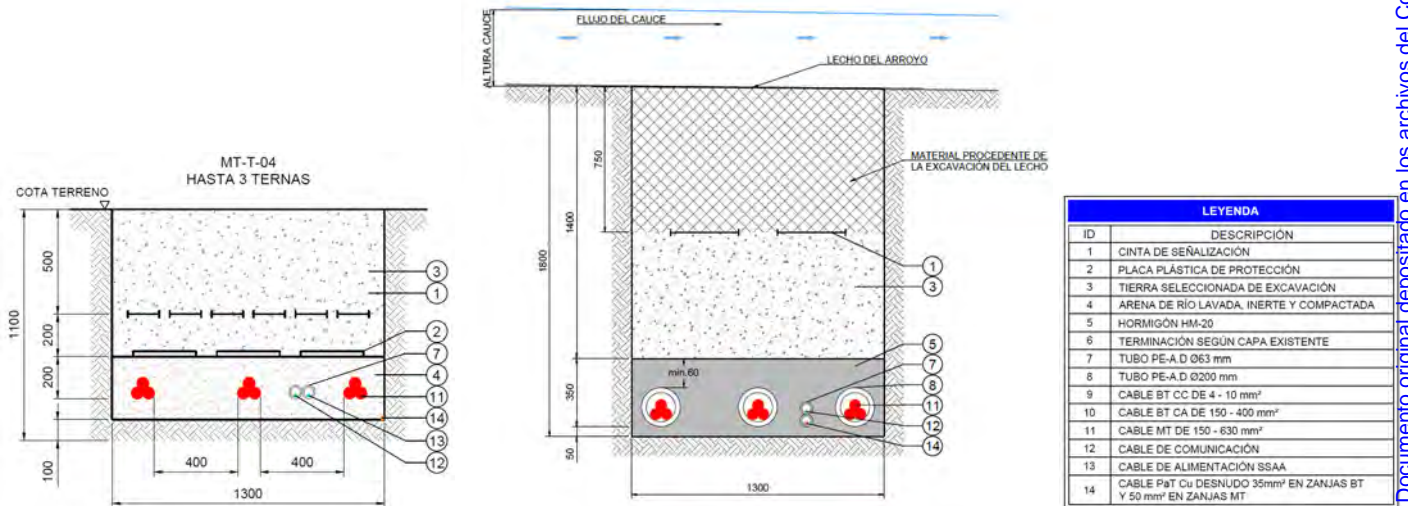 MT-T-04
HASTA 3 TERNAS
COTA TERRENO
1100
500
200
200
100
400
400
1300
3
1
2
7
4
11
14
13
12
FLUJO DEL CAUCE
ALTURA CAUCE
LECHO DEL ARROYO
MATERIAL PROCEDENTE DE
LA EXCAVACIÓN DEL LECHO
1800
1400
750
350
50
min.60
1300
1
3
5
7
8
11
12
14
LEYENDA
ID DESCRIPCIÓN
1 CINTA DE SEÑALIZACIÓN
2 PLACA PLÁSTICA DE PROTECCIÓN
3 TIERRA SELECCIONADA DE EXCAVACIÓN
4 ARENA DE RÍO LAVADA, INERTE Y COMPACTADA
5 HORMIGÓN HM-20
6 TERMINACIÓN SEGÚN CAPA EXISTENTE
7 TUBO PE-A.D Ø63 mm
8 TUBO PE-A.D Ø200 mm
9 CABLE BT CC DE 4 - 10 mm²
10 CABLE BT CA DE 150 - 400 mm²
11 CABLE MT DE 150 - 630 mm²
12 CABLE DE COMUNICACIÓN
13 CABLE DE ALIMENTACIÓN SSAA
14 CABLE PaT Cu DESNUDO 35mm² EN ZANJAS BT
Y 50 mm² EN ZANJAS MT
Documento original depositado en los archivos del Co